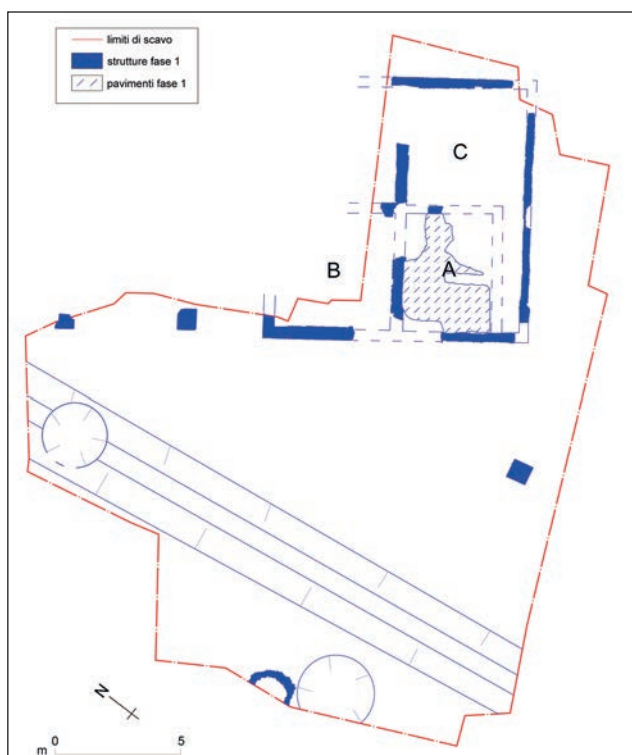 limiti di scavo
strutture fase 1
pavimenti fase 1
C
B
A
N
0 5
m